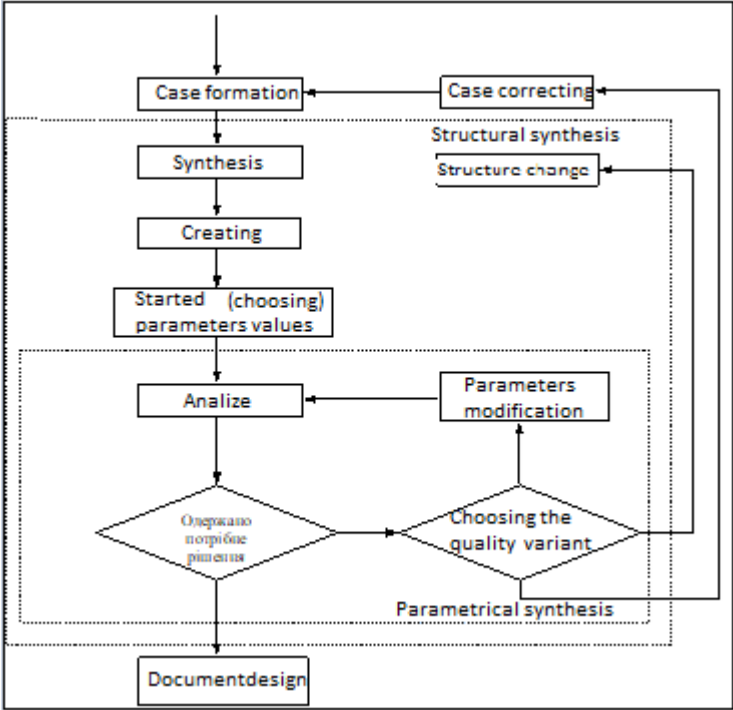 Case formation
Case correcting
Structural synthesis
Synthesis
Structure change
Creating
Started (choosing)
parameters values
Parameters
modification
Analize
Одержано
потрібне
рішення
Choosing the
quality variant
Parametrical synthesis
Documentdesign